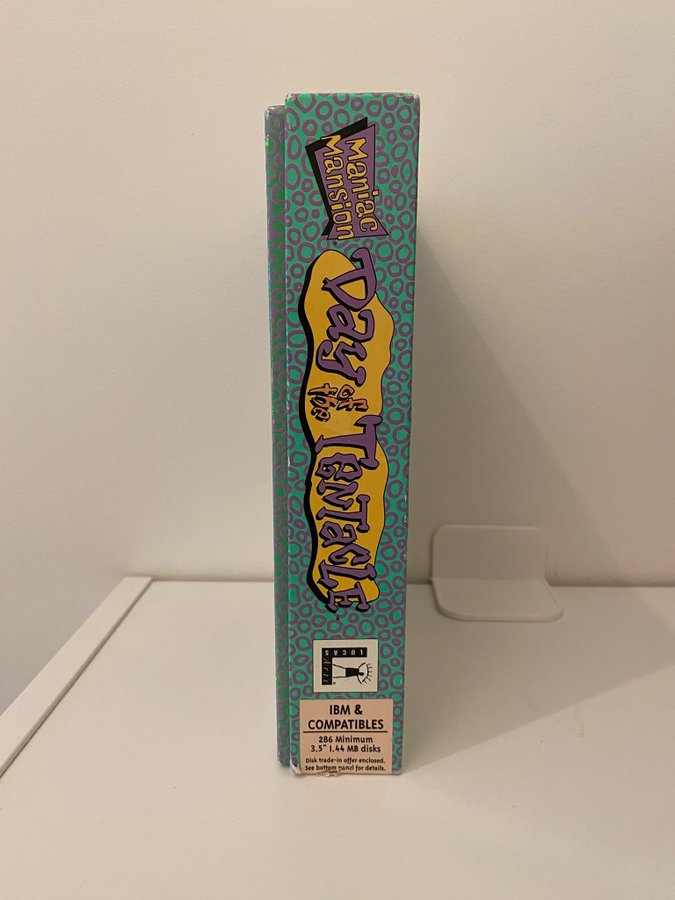 Maniac
Mansion
Day
of
the
Tentacle
LUCAS
Arts
IBM &
COMPATIBLES
286 Minimum
3.5" 1.44 MB disks
Disk trade-in offer enclosed.
See bottom panel for details.